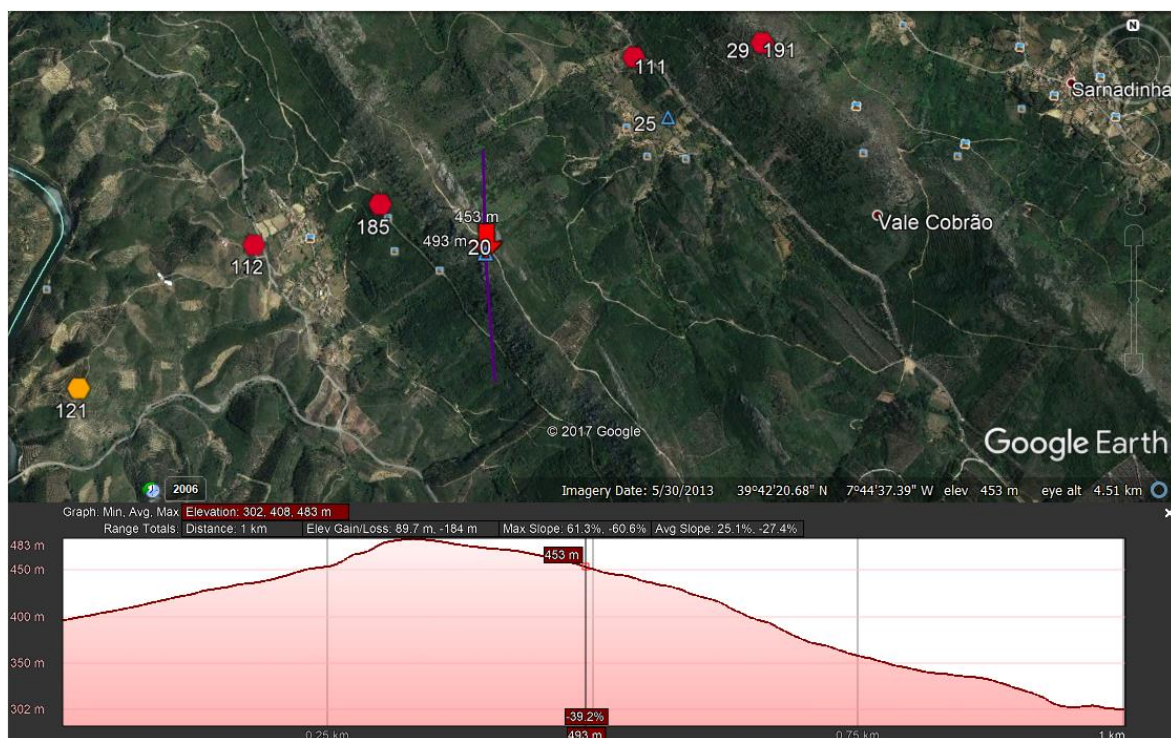 N
29 191
111
Sarnadinha
25
Vale Cobrão
453 m
185
493 m 20
112
121
© 2017 Google
Google Earth
2006
Imagery Date: 5/30/2013 39°42'20.68" N 7°44'37.39" W elev 453 m eye alt 4.51 km
Graph: Min, Avg, Max Elevation: 302, 408, 483 m
Range Totals: Distance: 1 km Elev Gain/Loss: 89.7 m, -184 m Max Slope: 61.3%, -60.6% Avg Slope: 25.1%, -27.4%
483 m
453 m
450 m
400 m
350 m
302 m
-39.2%
0.25 km 493 m 0.75 km 1 km